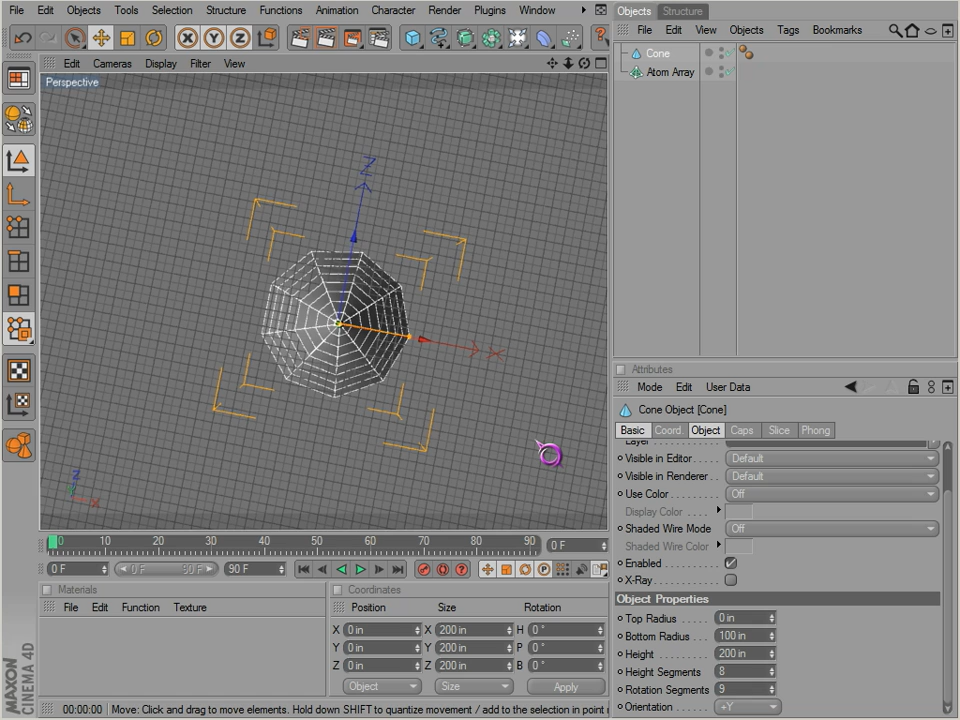 File Edit Objects Tools Selection Structure Functions Animation Character Render Plugins Window
Objects Structure
File Edit View Objects Tags Bookmarks
X Y Z
Edit Cameras Display Filter View
Perspective
Cone
Atom Array
Z
X
Z
X
Attributes
Mode Edit User Data
Cone Object [Cone]
Basic Coord. Object Caps Slice Phong
Layer
Visible in Editor Default
Visible in Renderer Default
Use Color Off
Display Color
Shaded Wire Mode Off
Shaded Wire Color
Enabled
X-Ray
Object Properties
Top Radius 0 in
Bottom Radius 100 in
Height 200 in
Height Segments 8
Rotation Segments 9
Orientation +Y
0 10 20 30 40 50 60 70 80 90 0 F
0 F 0 F 90 F 90 F
Materials
File Edit Function Texture
Coordinates
Position Size Rotation
X 0 in X 200 in H 0 °
Y 0 in Y 200 in P 0 °
Z 0 in Z 200 in B 0 °
Object Size Apply
MAXON
CINEMA 4D
00:00:00 Move: Click and drag to move elements. Hold down SHIFT to quantize movement / add to the selection in point